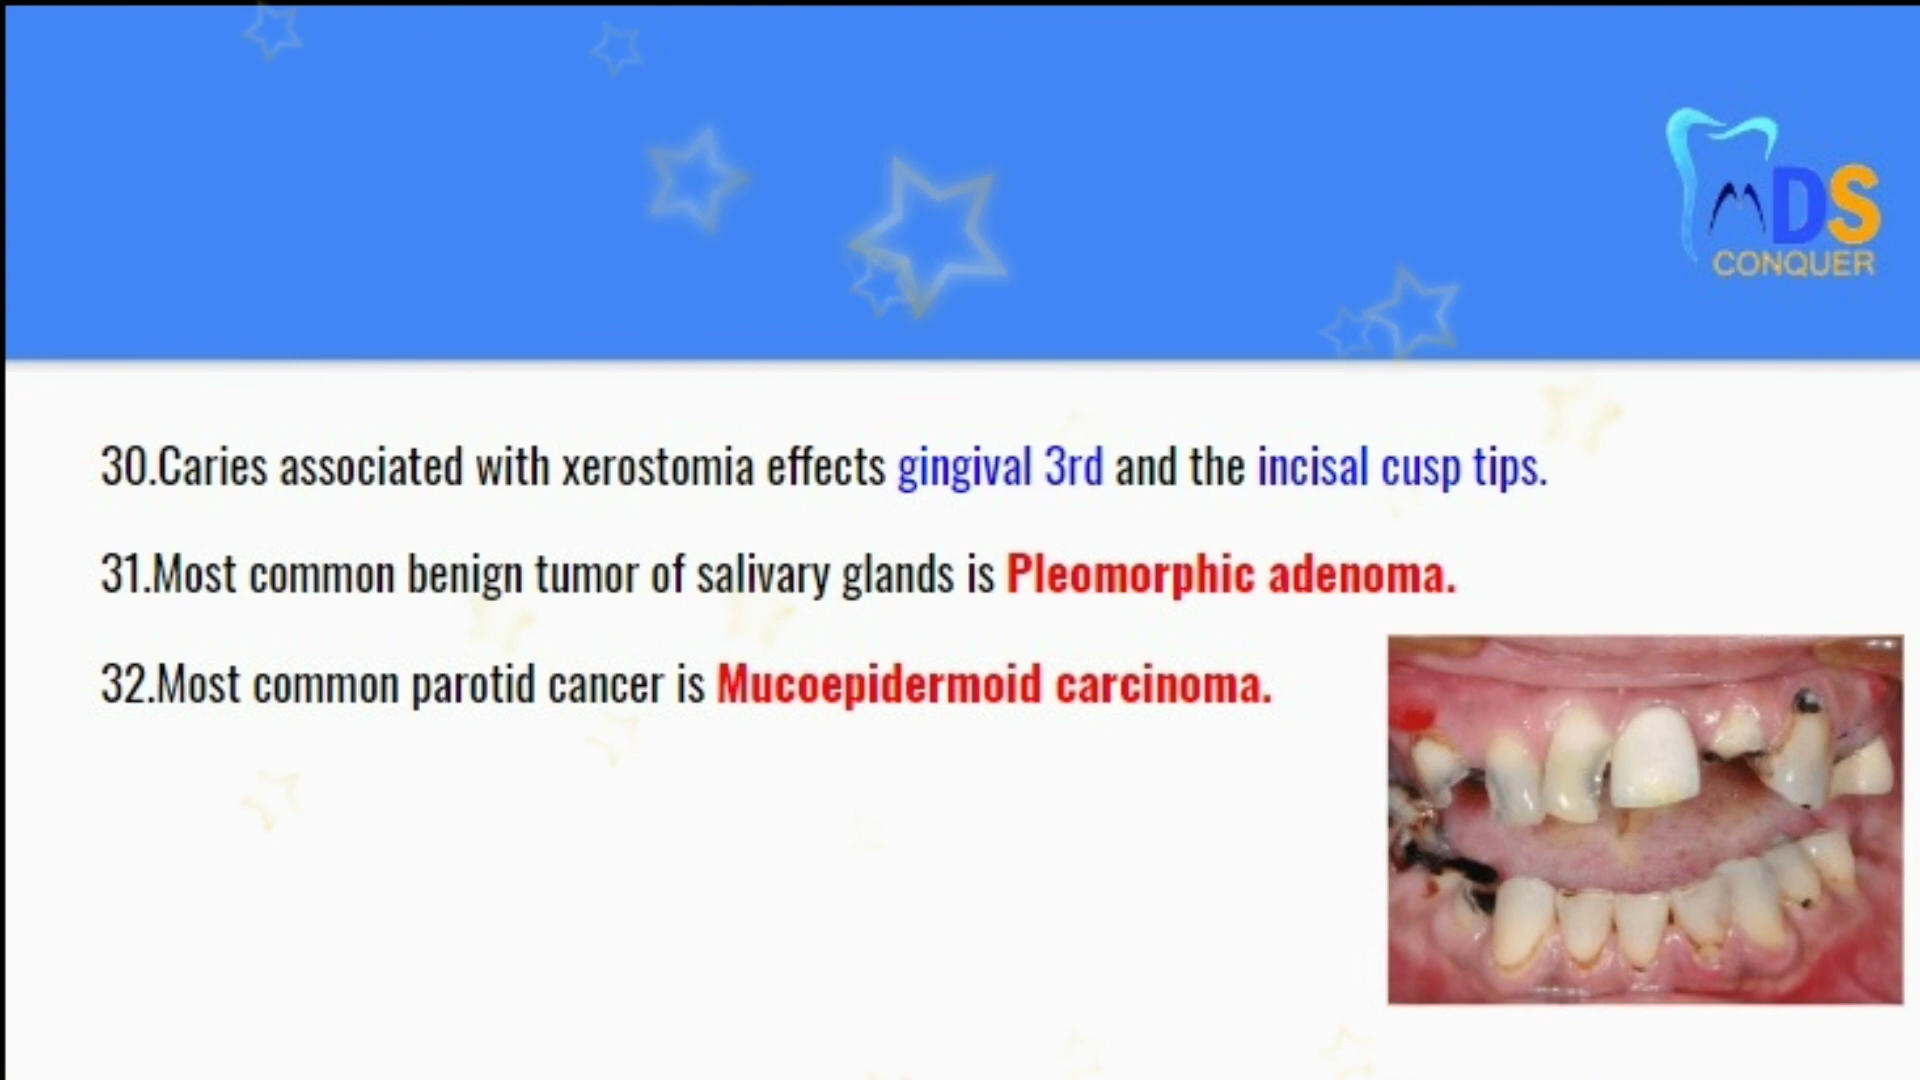 MDS
CONQUER
30.Caries associated with xerostomia effects gingival 3rd and the incisal cusp tips.
31.Most common benign tumor of salivary glands is Pleomorphic adenoma.
32.Most common parotid cancer is Mucoepidermoid carcinoma.